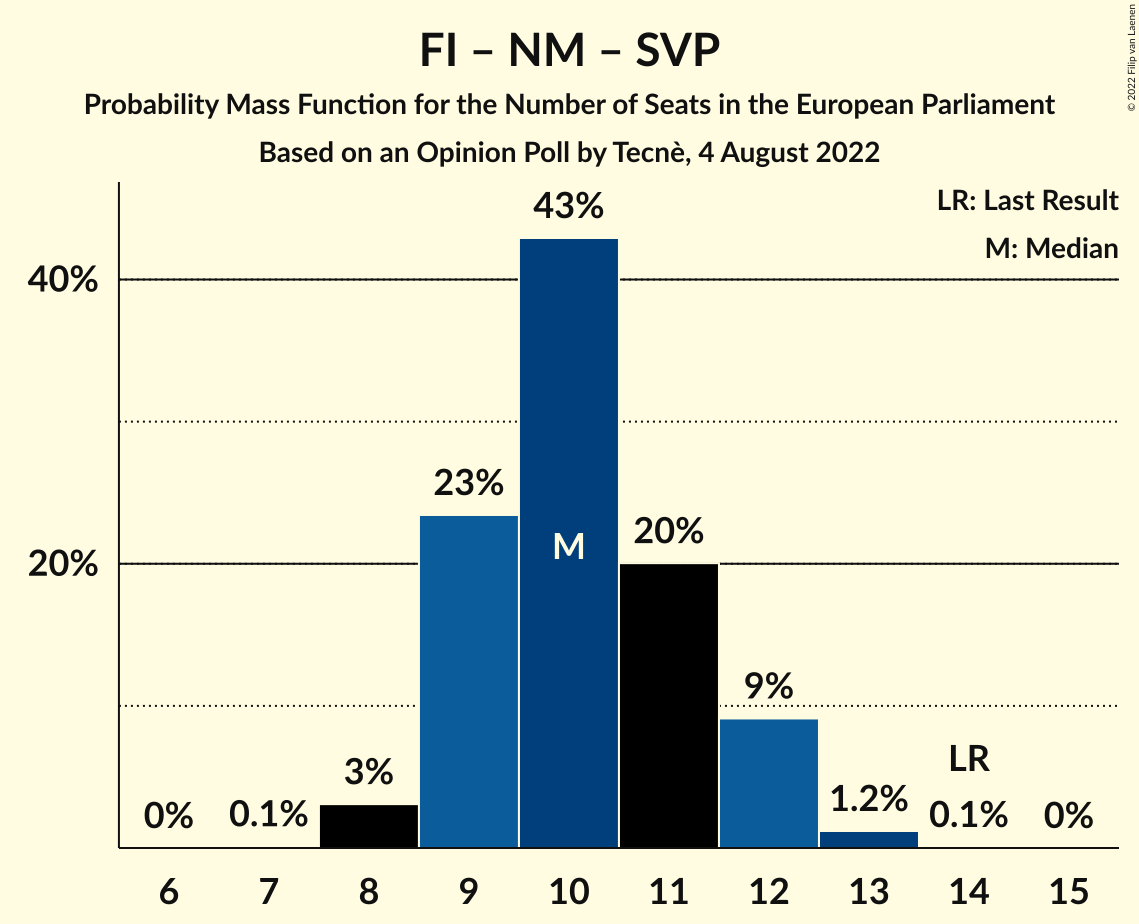 FI – NM – SVP
Probability Mass Function for the Number of Seats in the European Parliament
Based on an Opinion Poll by Tecnè, 4 August 2022
© 2022 Filip van Laenen
LR: Last Result
M: Median
43%
40%
23%
20%
M
20%
9%
3%
LR
0%
0.1%
1.2%
0.1%
0%
6 7 8 9 10 11 12 13 14 15